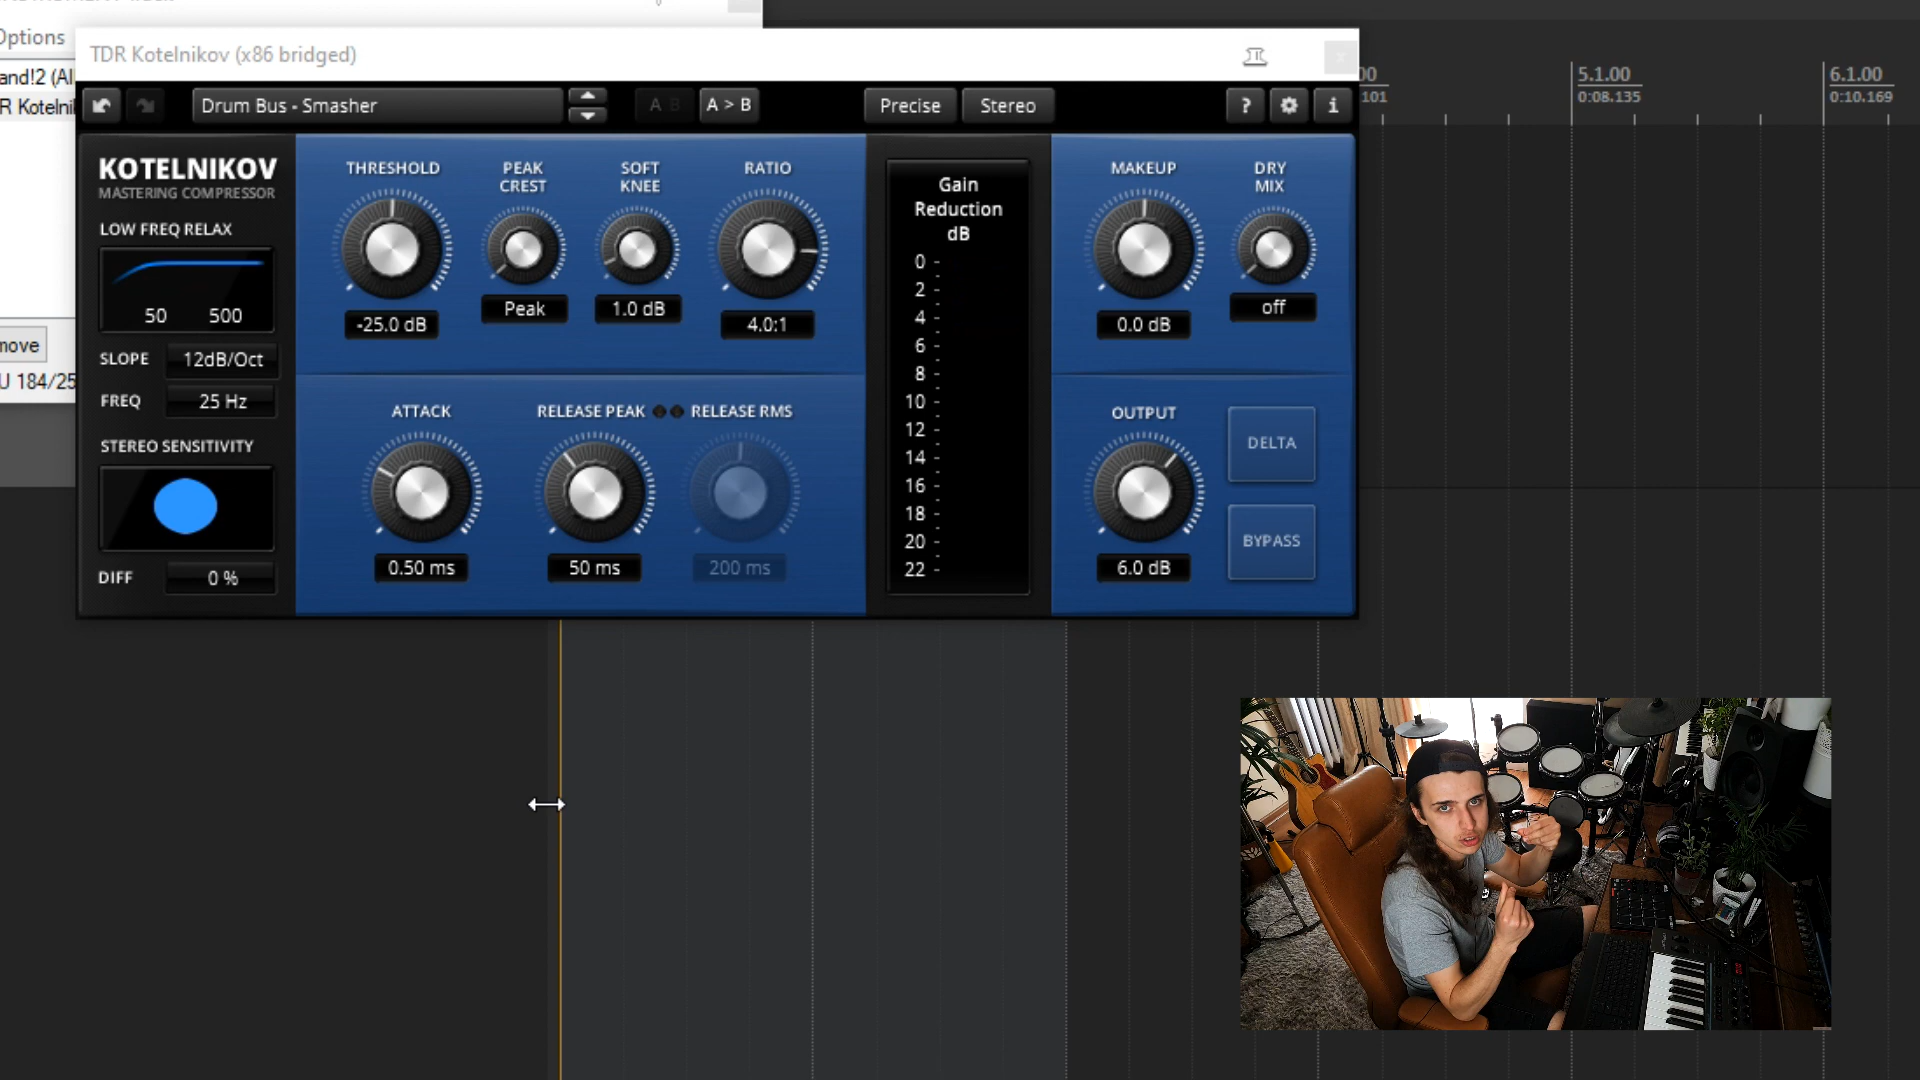 Options
and!2 (Al
R Kotelnik
move
U 184/25
TDR Kotelnikov (x86 bridged)
Drum Bus - Smasher
A B
A > B
Precise
Stereo
?
i
KOTELNIKOV
MASTERING COMPRESSOR
LOW FREQ RELAX
50 500
SLOPE 12dB/Oct
FREQ 25 Hz
STEREO SENSITIVITY
DIFF 0 %
THRESHOLD
-25.0 dB
PEAK
CREST
Peak
SOFT
KNEE
1.0 dB
RATIO
4.0:1
ATTACK
0.50 ms
RELEASE PEAK
50 ms
RELEASE RMS
200 ms
Gain
Reduction
dB
0 -
2 -
4 -
6 -
8 -
10 -
12 -
14 -
16 -
18 -
20 -
22 -
MAKEUP
0.0 dB
DRY
MIX
off
OUTPUT
6.0 dB
DELTA
BYPASS
00
101
5.1.00
0:08.135
6.1.00
0:10.169